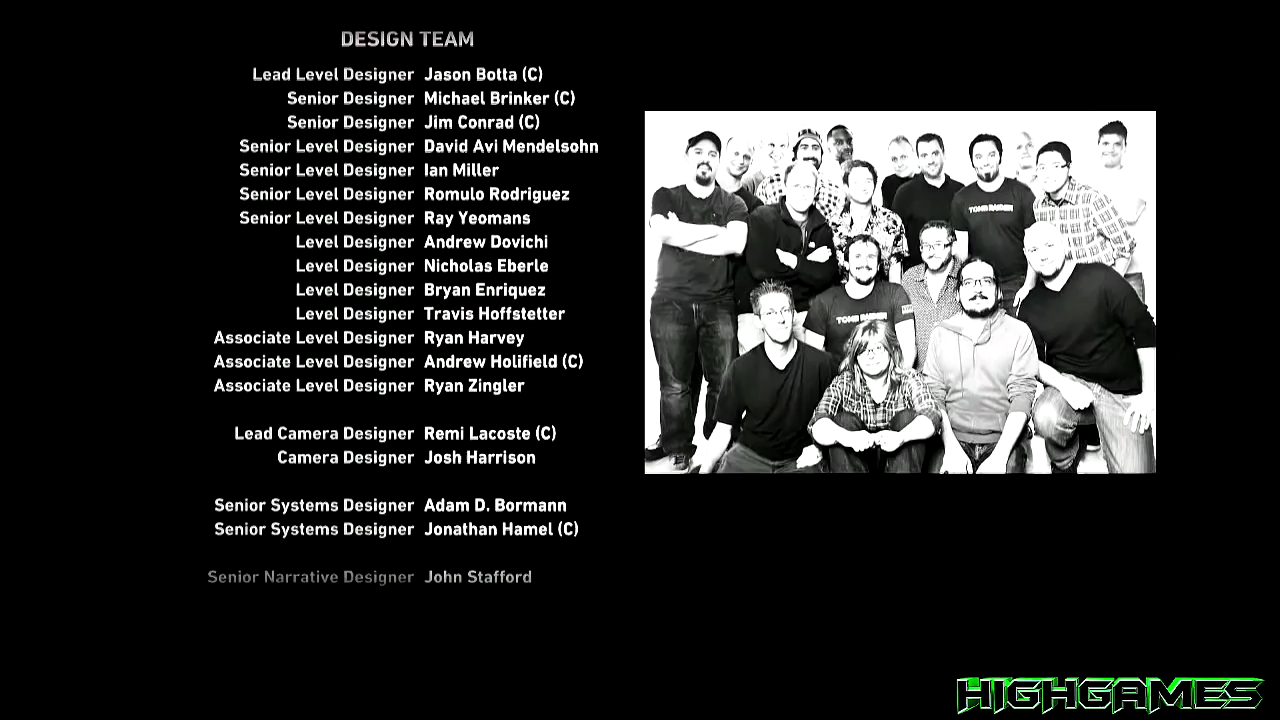 DESIGN TEAM
Lead Level Designer Jason Botta (C)
Senior Designer Michael Brinker (C)
Senior Designer Jim Conrad (C)
Senior Level Designer David Avi Mendelsohn
Senior Level Designer Ian Miller
Senior Level Designer Romulo Rodriguez
Senior Level Designer Ray Yeomans
Level Designer Andrew Dovichi
Level Designer Nicholas Eberle
Level Designer Bryan Enriquez
Level Designer Travis Hoffstetter
Associate Level Designer Ryan Harvey
Associate Level Designer Andrew Holifield (C)
Associate Level Designer Ryan Zingler
Lead Camera Designer Remi Lacoste (C)
Camera Designer Josh Harrison
Senior Systems Designer Adam D. Bormann
Senior Systems Designer Jonathan Hamel (C)
Senior Narrative Designer John Stafford
TOMB RAIDER
TOMB RAIDER
HIGHGAMES